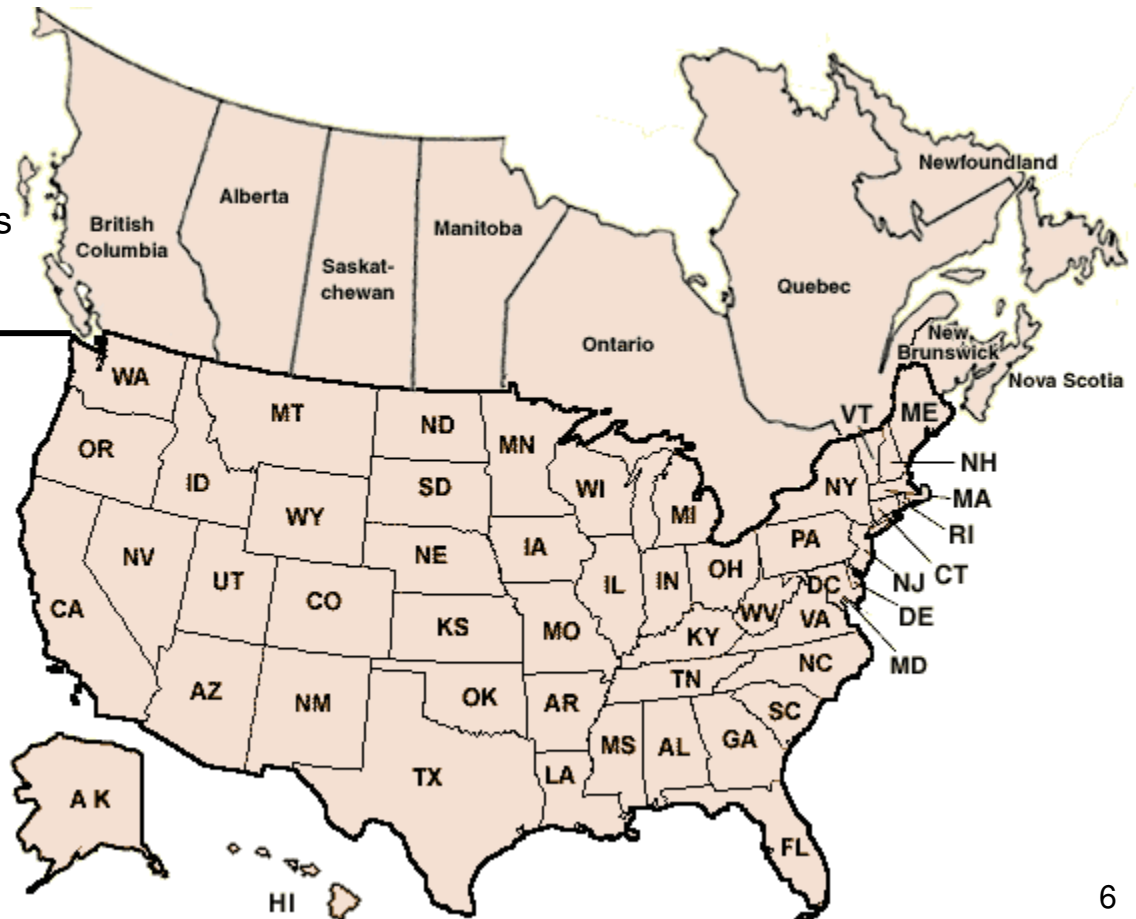 Newfoundland
Alberta
s
British
Columbia
Manitoba
Saskat-
chewan
Quebec
Ontario
New
Brunswick
Nova Scotia
WA
MT
ND
MN
VT
ME
OR
ID
SD
WI
MI
NY
NH
MA
WY
RI
NV
UT
NE
IA
PA
CO
IL
IN
OH
DC
NJ
CT
CA
KS
MO
KY
WV
VA
DE
MD
AZ
NM
OK
AR
TN
NC
SC
MS
AL
GA
TX
LA
A K
FL
HI
6